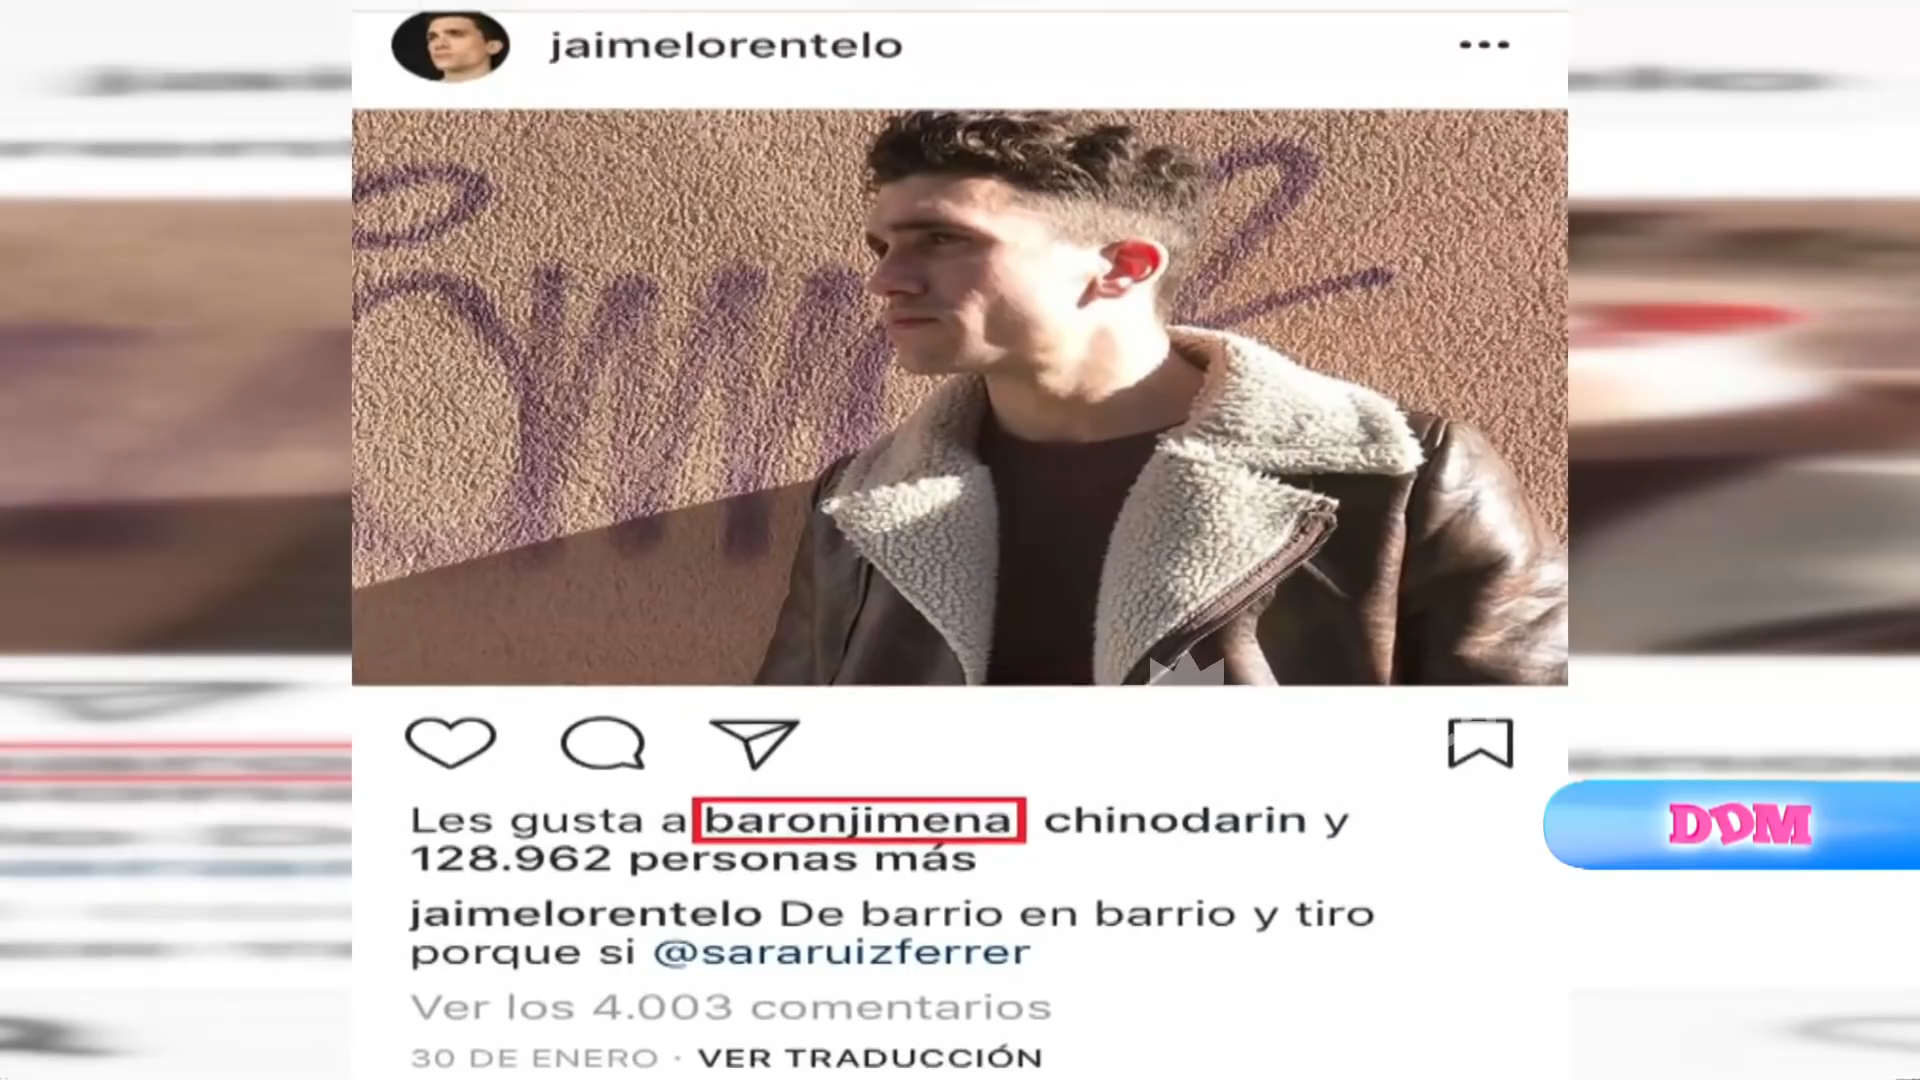 jaimelorentelo
Les gusta a baronjimena chinodarin y
128.962 personas más
jaimelorentelo De barrio en barrio y tiro
porque si @sararuizferrer
Ver los 4.003 comentarios
30 DE ENERO · VER TRADUCCIÓN
DDM